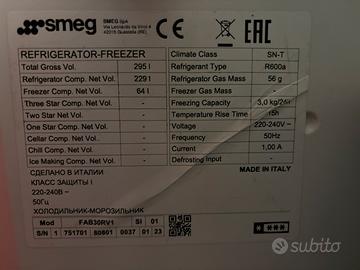 smeg
SMEG SpA
Via Leonardo da Vinci 4
42016 Guastalla (RE)
CE
EAC
REFRIGERATOR-FREEZER
Total Gross Vol. 295 l
Refrigerator Comp. Net Vol. 229 l
Freezer Comp. Net Vol. 64 l
Three Star Comp. Net Vol. -
Two Star Net Vol. -
One Star Comp. Net Vol. -
Cellar Comp. Net Vol. -
Chill Comp. Net Vol. -
Ice Making Comp. Net Vol. -
Climate Class SN-T
Refrigerant Type R600a
Refrigerator Gas Mass 56 g
Freezer Gas Mass -
Freezing Capacity 3,0 kg/24h
Temperature Rise Time 15h
Voltage 220-240V ~
Frequency 50Hz
Current 1,00 A
Defrosting Input -
СДЕЛАНО В ИТАЛИИ
MADE IN ITALY
КЛАСС ЗАЩИТЫ I
220-240В ~
50Гц
ХОЛОДИЛЬНИК-МОРОЗИЛЬНИК
Mod FAB30RV1 SI 01
S/N 1 751701 50801 0037 01 23
subito